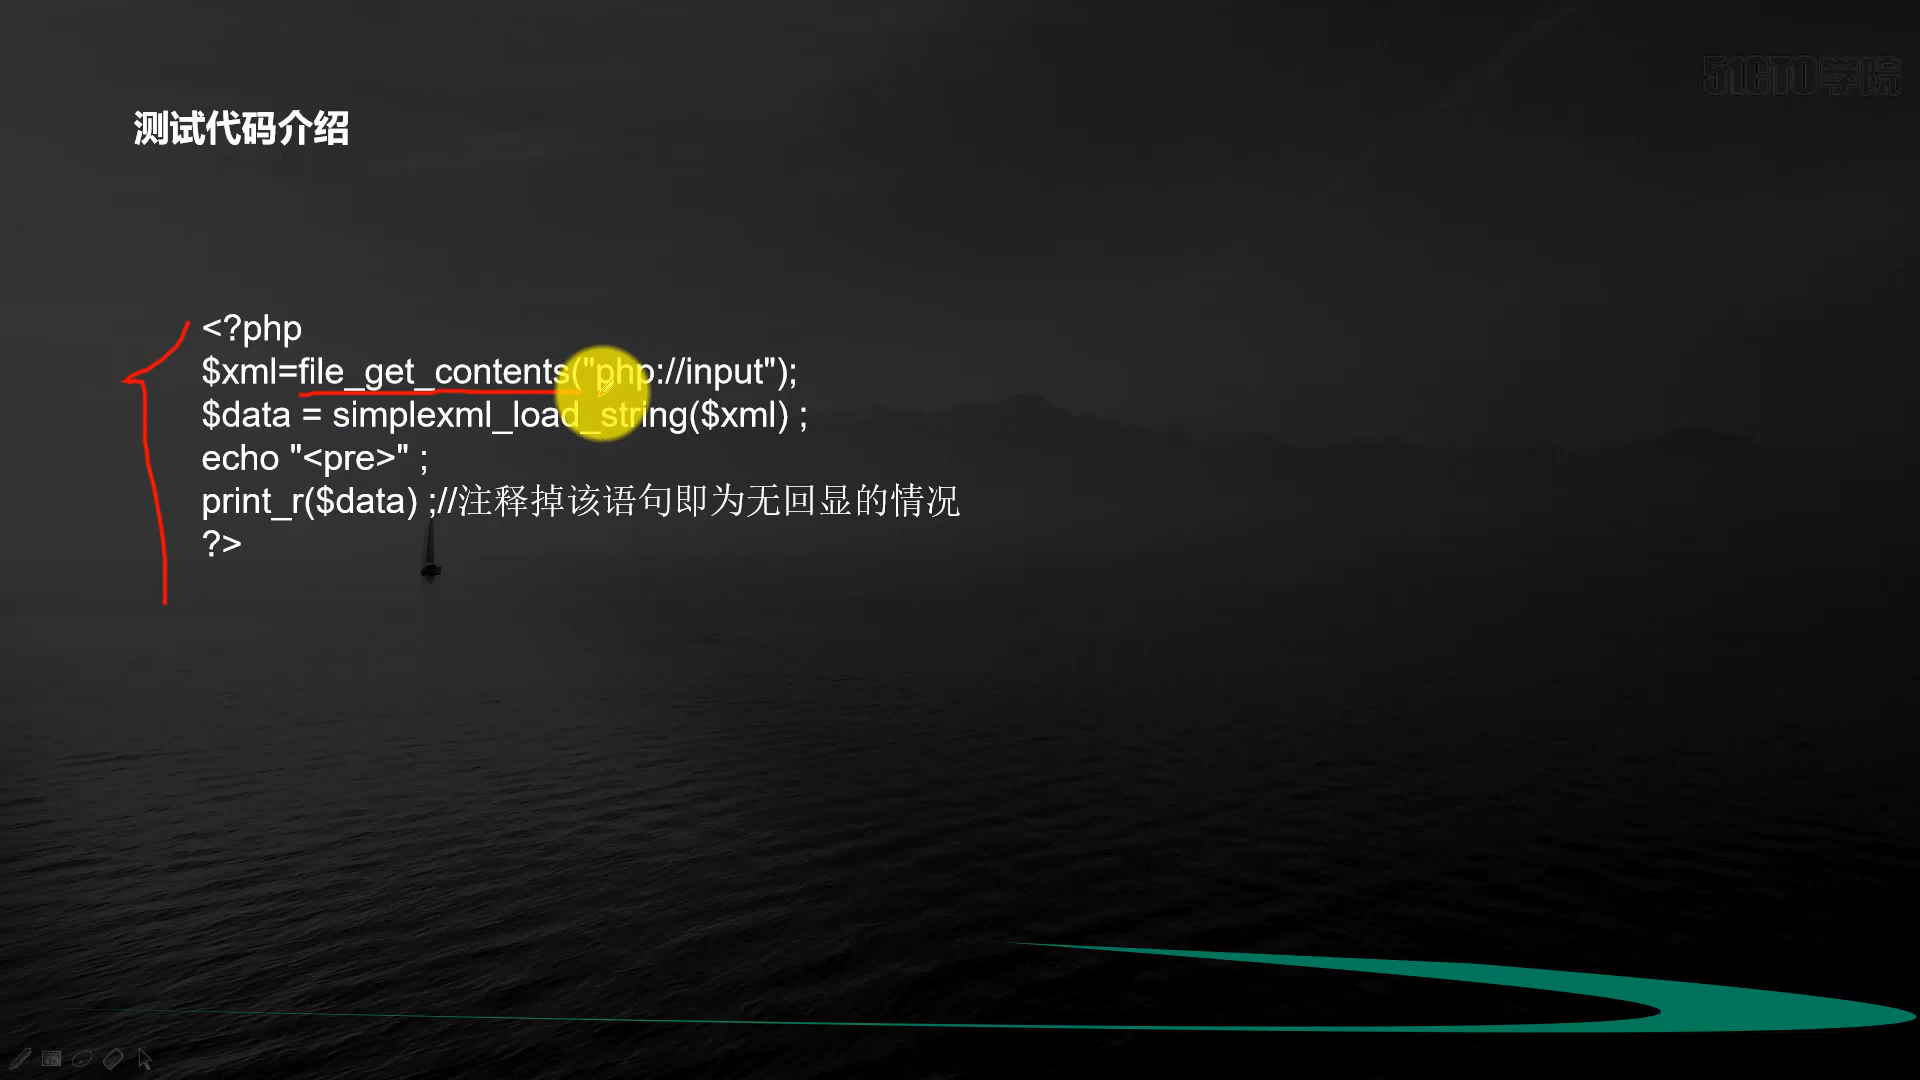 51CTO学院
测试代码介绍
<?php
$xml=file_get_contents("php://input");
$data = simplexml_load_string($xml) ;
echo "<pre>" ;
print_r($data) ;//注释掉该语句即为无回显的情况
?>